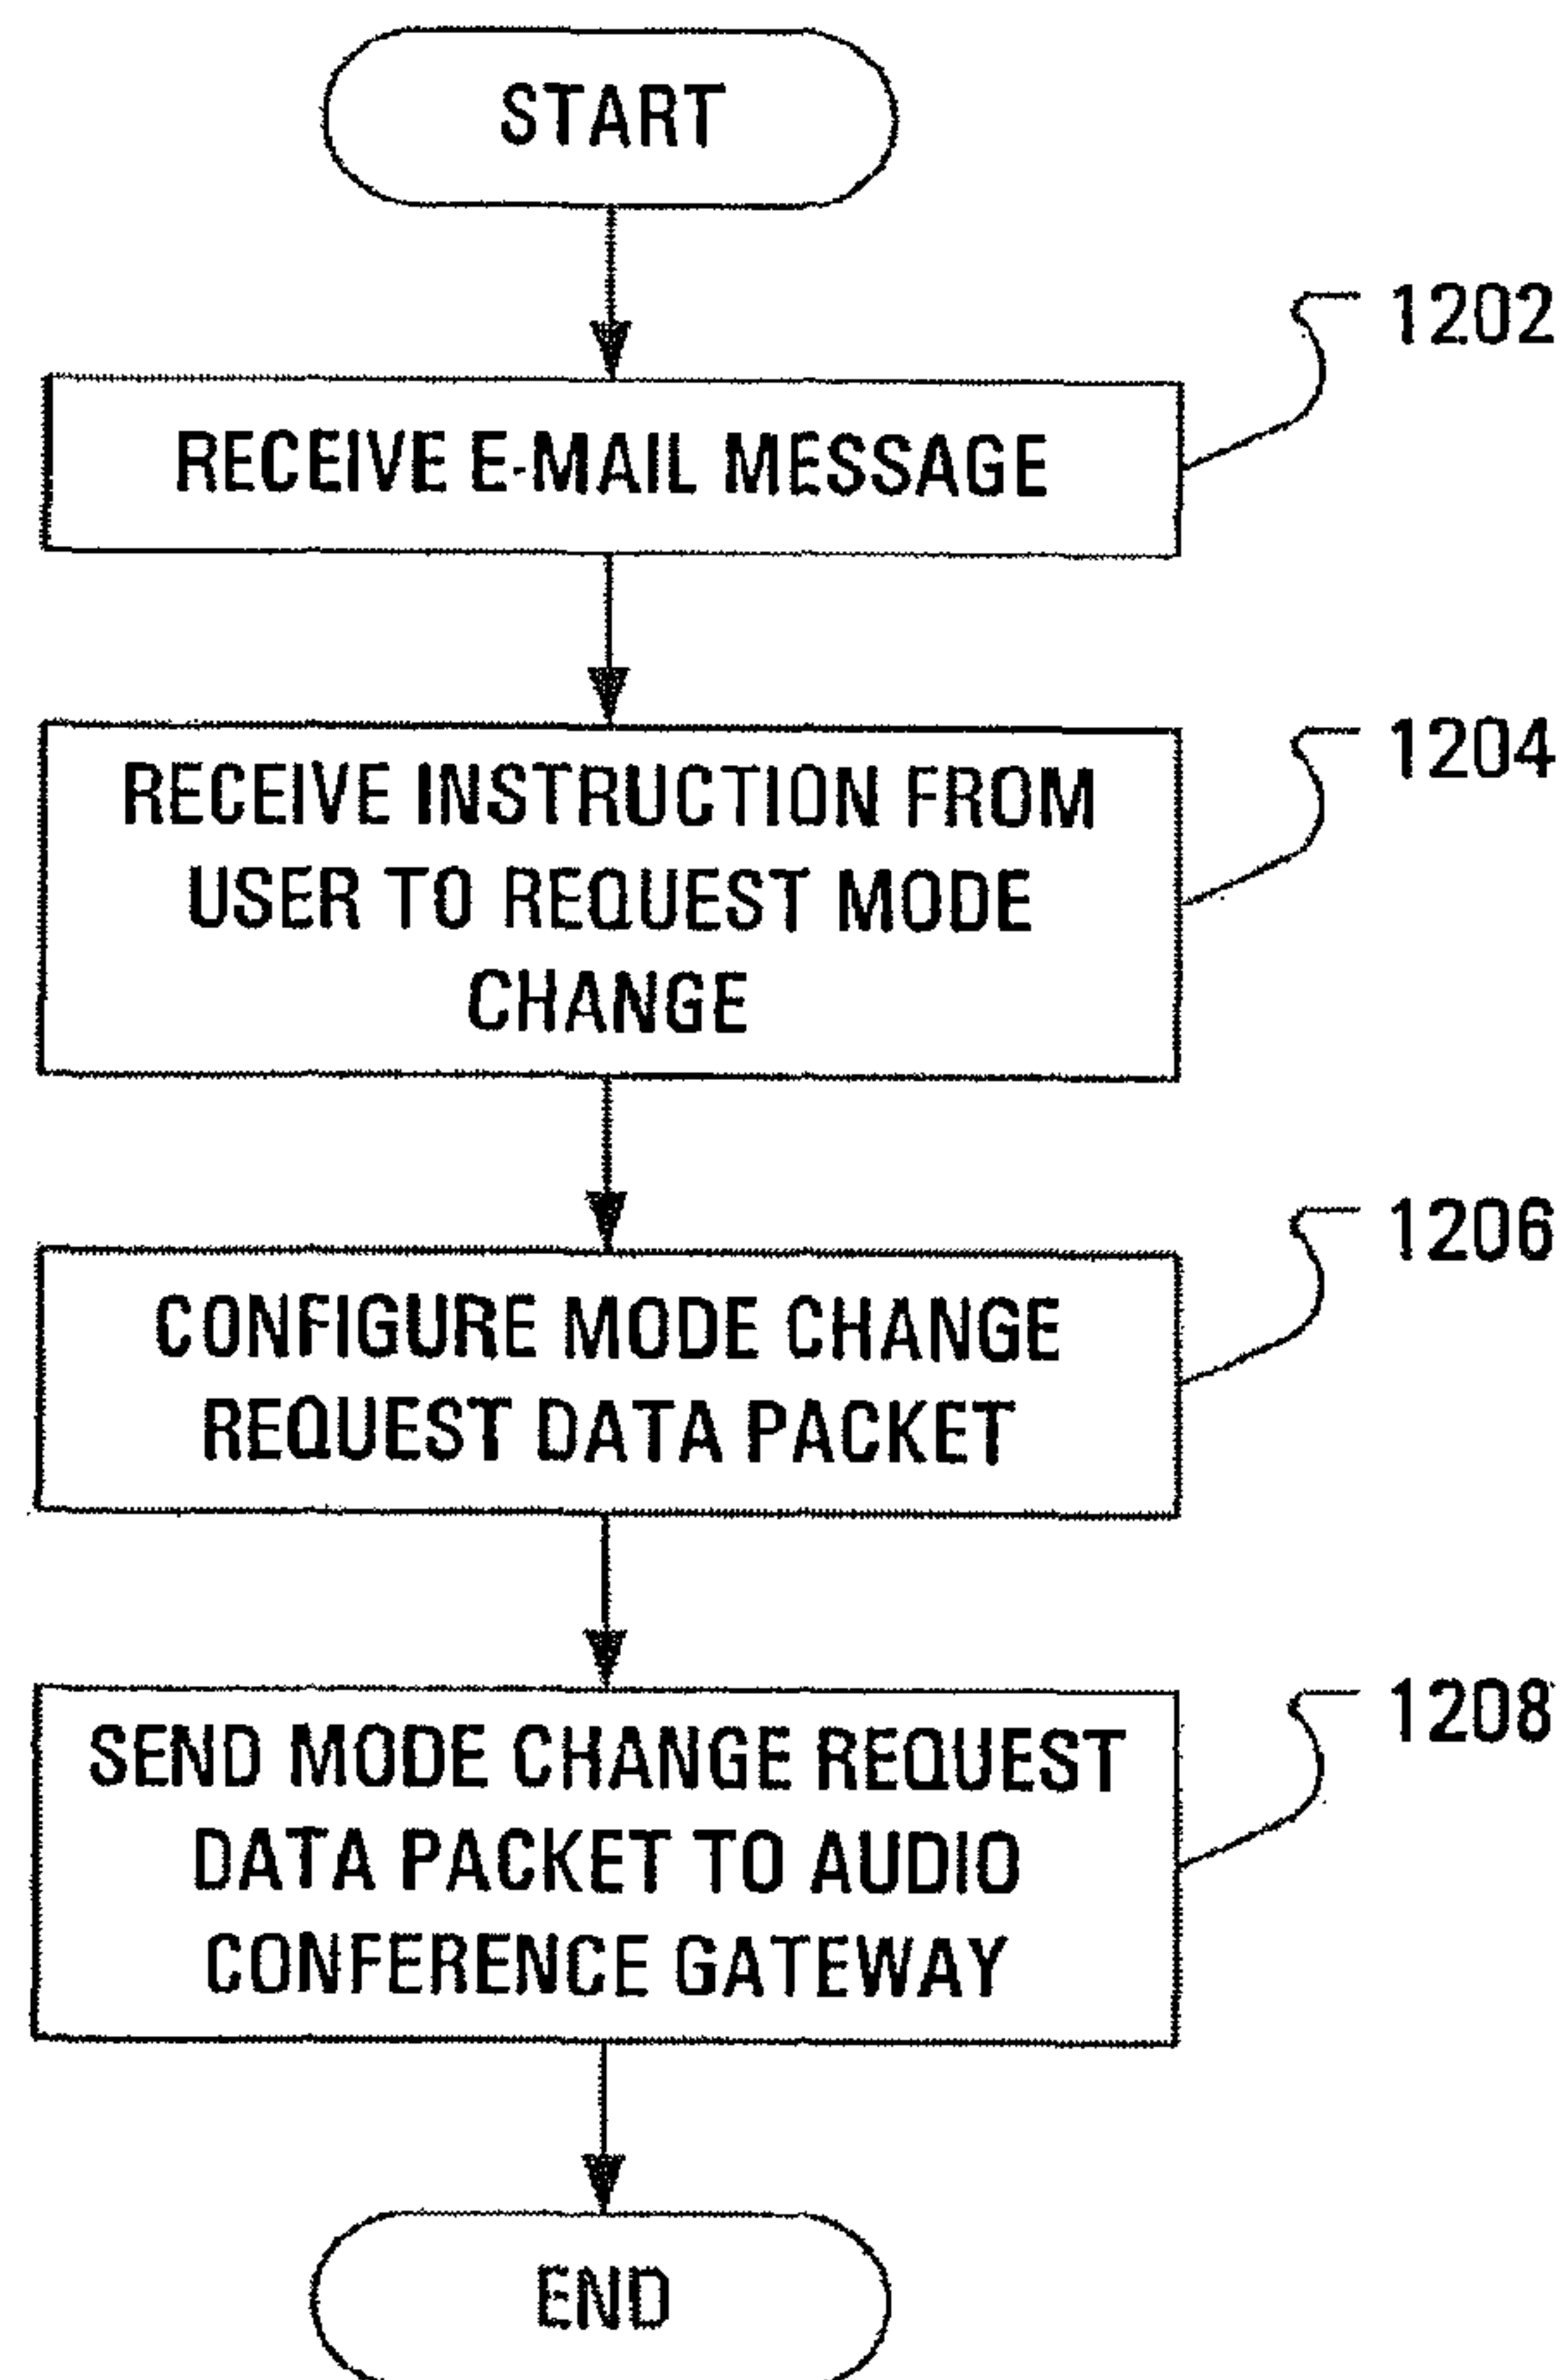 START
1202
RECEIVE E-MAIL MESSAGE
1204
RECEIVE INSTRUCTION FROM
USER TO REQUEST MODE
CHANGE
1206
CONFIGURE MODE CHANGE
REQUEST DATA PACKET
1208
SEND MODE CHANGE REQUEST
DATA PACKET TO AUDIO
CONFERENCE GATEWAY
END